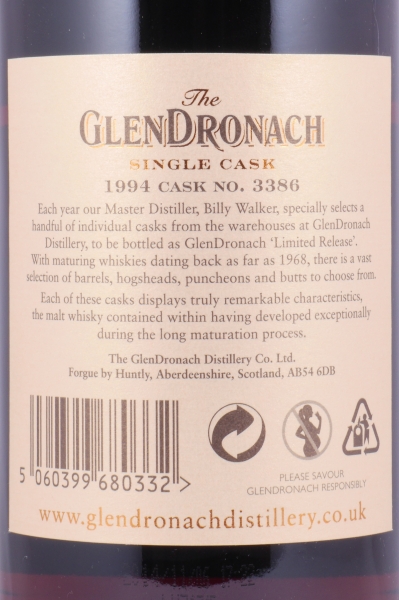 The
GLENDRONACH
SINGLE CASK
1994 CASK NO. 3386
Each year our Master Distiller, Billy Walker, specially selects a
handful of individual casks from the warehouses at GlenDronach
Distillery, to be bottled as GlenDronach ‘Limited Release’.
With maturing whiskies dating back as far as 1968, there is a vast
selection of barrels, hogsheads, puncheons and butts to choose from.
Each of these casks displays truly remarkable characteristics,
the malt whisky contained within having developed exceptionally
during the long maturation process.
The GlenDronach Distillery Co. Ltd.
Forgue by Huntly, Aberdeenshire, Scotland, AB54 6DB
5 060399 680332 >
PLEASE SAVOUR
GLENDRONACH RESPONSIBLY
www.glendronachdistillery.co.uk